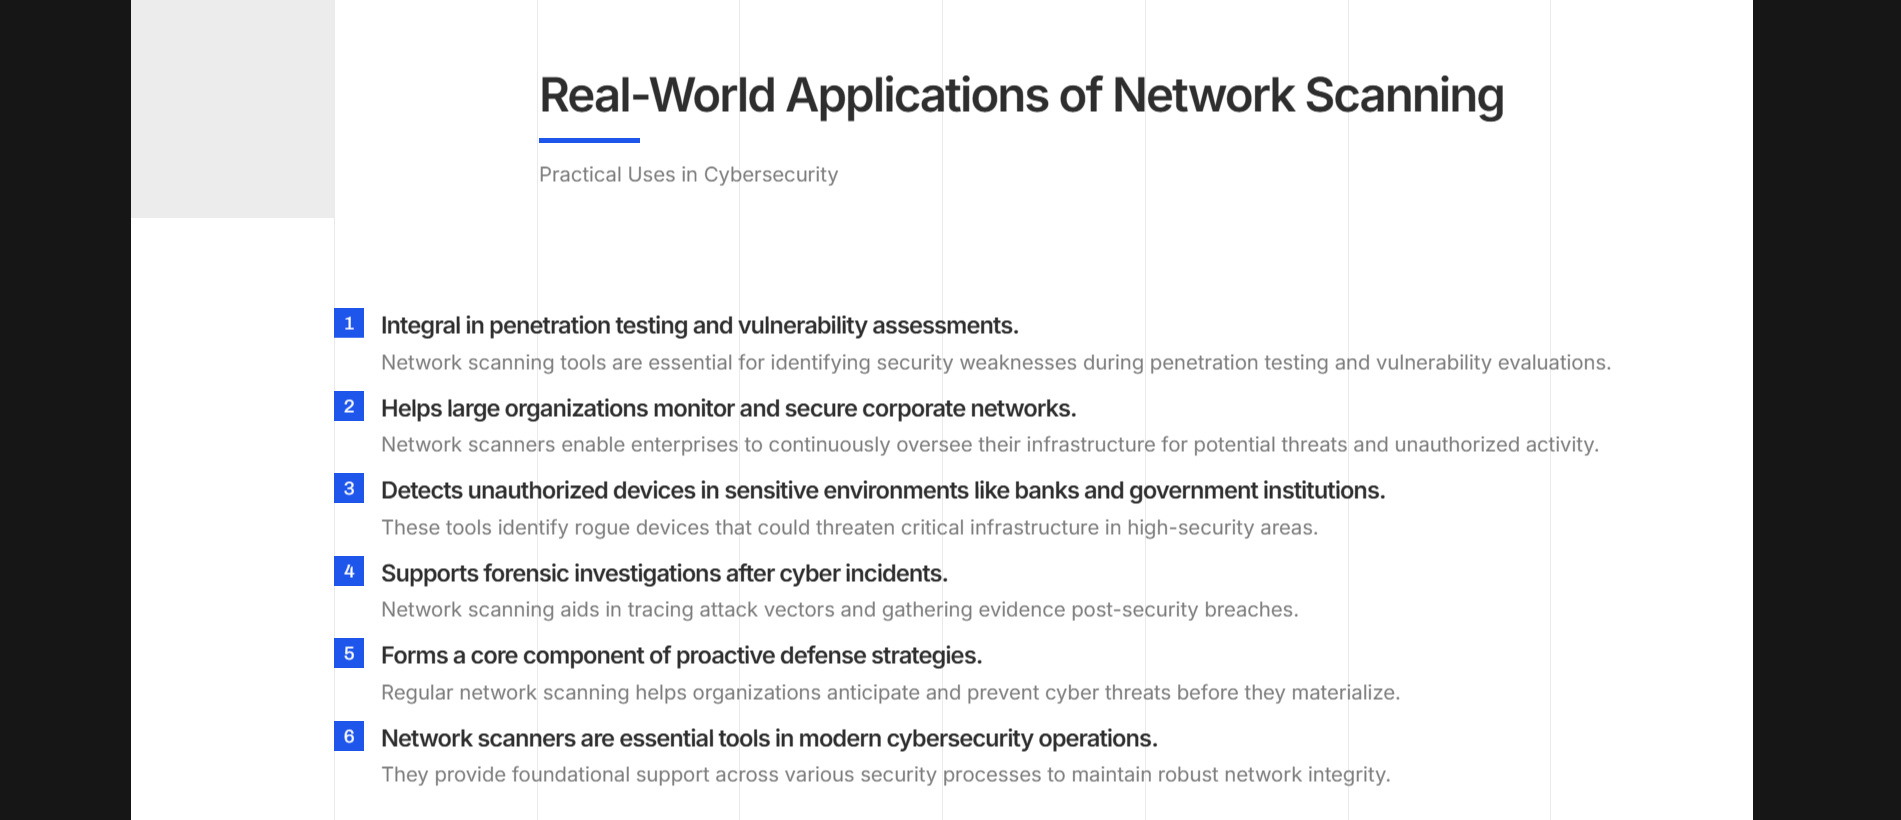 Real-World Applications of Network Scanning
Practical Uses in Cybersecurity
1 Integral in penetration testing and vulnerability assessments.
Network scanning tools are essential for identifying security weaknesses during penetration testing and vulnerability evaluations.
2 Helps large organizations monitor and secure corporate networks.
Network scanners enable enterprises to continuously oversee their infrastructure for potential threats and unauthorized activity.
3 Detects unauthorized devices in sensitive environments like banks and government institutions.
These tools identify rogue devices that could threaten critical infrastructure in high-security areas.
4 Supports forensic investigations after cyber incidents.
Network scanning aids in tracing attack vectors and gathering evidence post-security breaches.
5 Forms a core component of proactive defense strategies.
Regular network scanning helps organizations anticipate and prevent cyber threats before they materialize.
6 Network scanners are essential tools in modern cybersecurity operations.
They provide foundational support across various security processes to maintain robust network integrity.